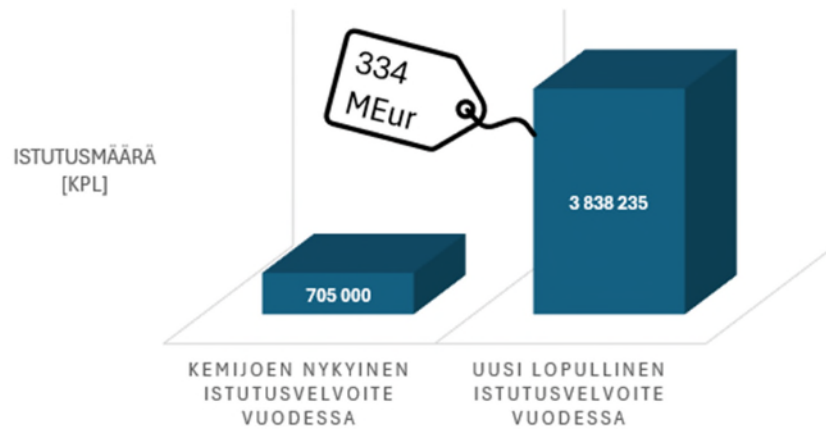 334
MEur
ISTUTUSMÄÄRÄ
[KPL]
3 838 235
705 000
KEMIJOEN NYKYINEN
ISTUTUSVELVOITE
VUODESSA
UUSI LOPULLINEN
ISTUTUSVELVOITE
VUODESSA